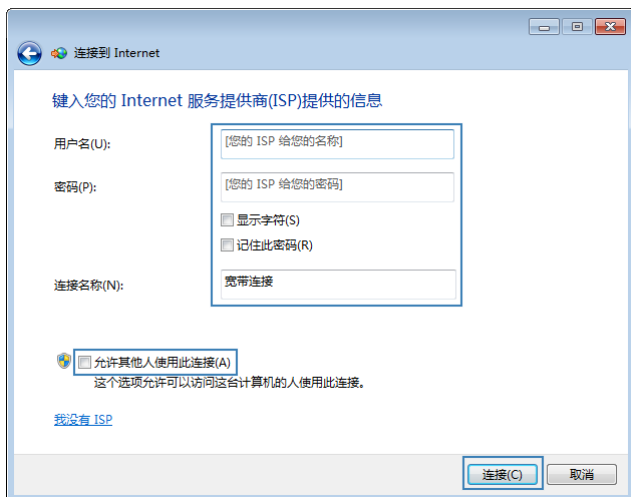 连接到 Internet
键入您的 Internet 服务提供商(ISP)提供的信息
用户名(U):
[您的 ISP 给您的名称]
密码(P):
[您的 ISP 给您的密码]
显示字符(S)
记住此密码(R)
连接名称(N):
宽带连接
允许其他人使用此连接(A)
这个选项允许可以访问这台计算机的人使用此连接。
我没有 ISP
连接(C)
取消